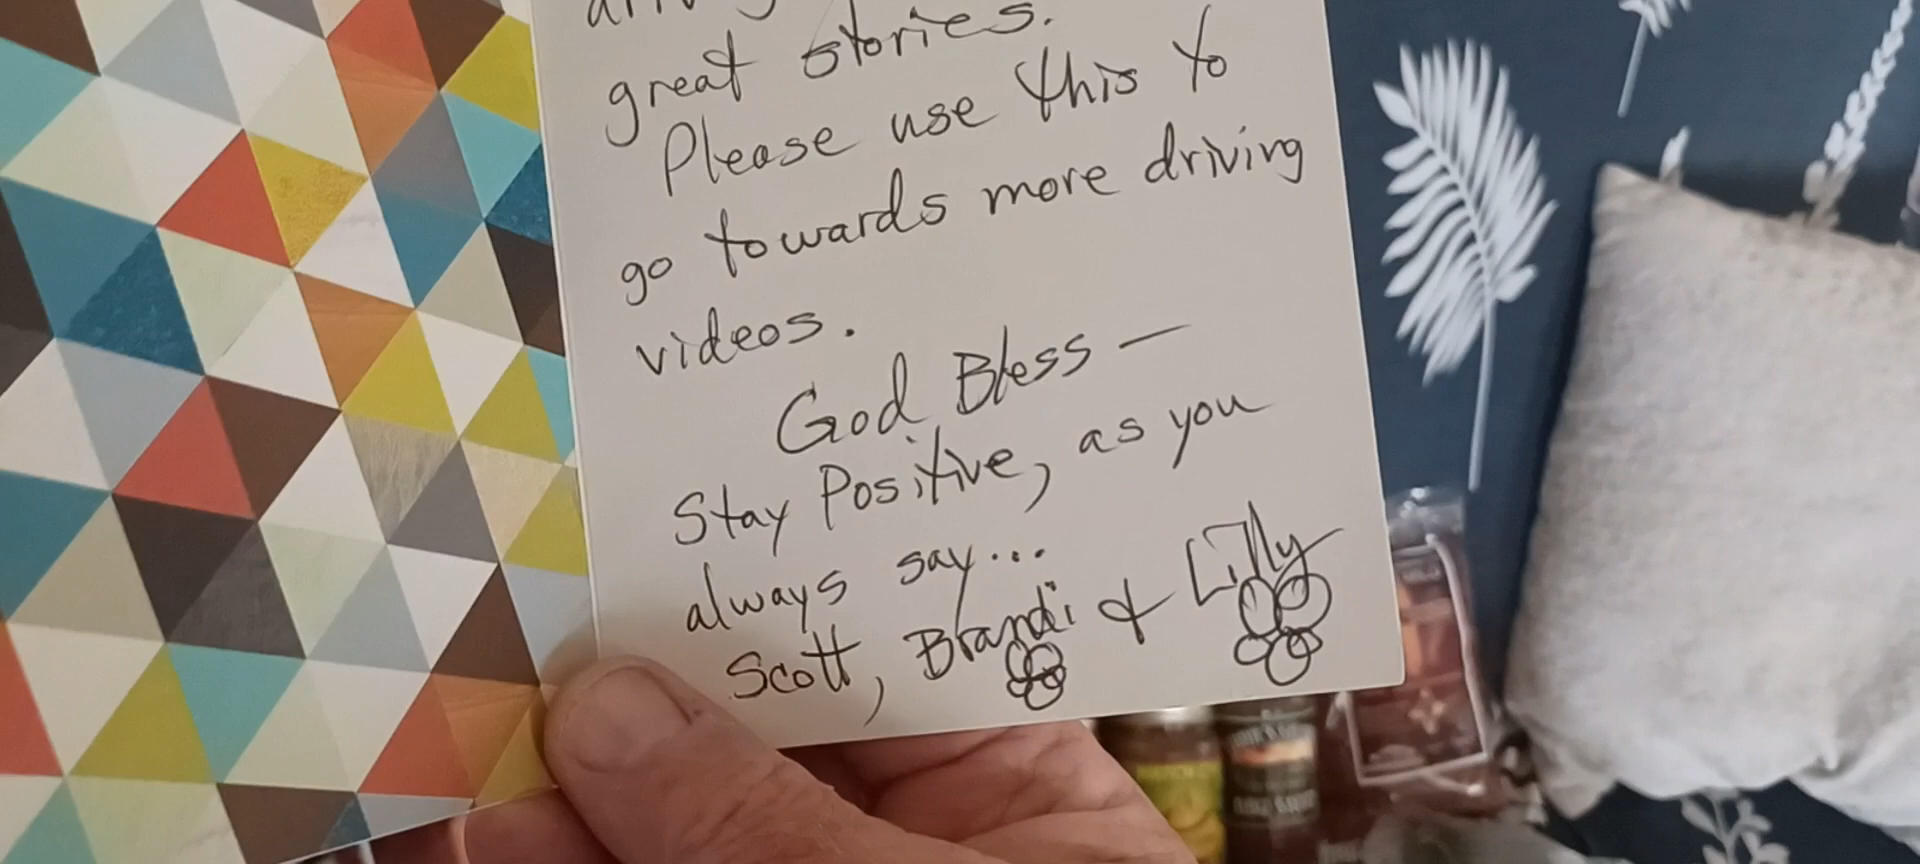 great stories.
Please use this to
go towards more driving
videos.
God Bless —
Stay Positive, as you
always say...
Scott, Brandi & Lilly